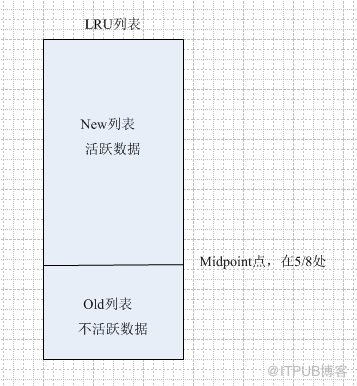 LRU列表
New列表
活跃数据
Midpoint点，在5/8处
Old列表
不活跃数据
@ITPUB博客